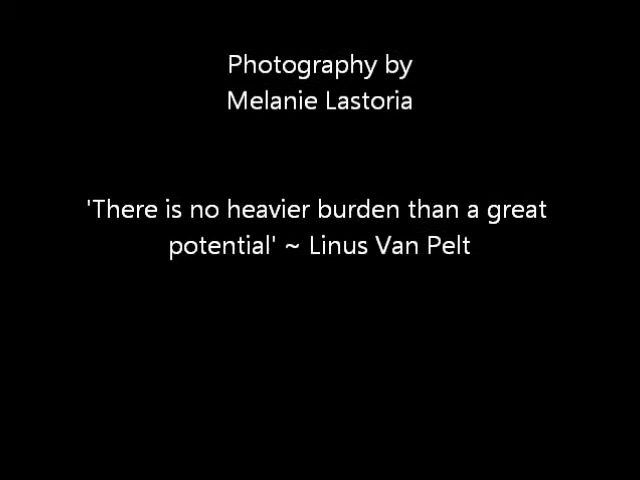 Photography by
Melanie Lastoria
'There is no heavier burden than a great
potential' ~ Linus Van Pelt